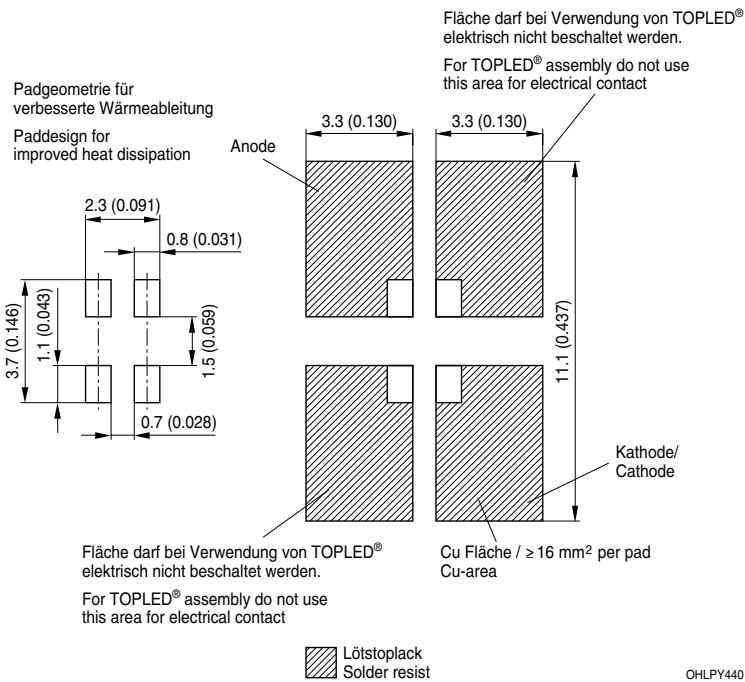 Fläche darf bei Verwendung von TOPLED®
elektrisch nicht beschaltet werden.
For TOPLED® assembly do not use
this area for electrical contact
Padgeometrie für
verbesserte Wärmeableitung
Paddesign for
improved heat dissipation
Anode
3.3 (0.130)
3.3 (0.130)
2.3 (0.091)
0.8 (0.031)
3.7 (0.146)
1.1 (0.043)
1.5 (0.059)
0.7 (0.028)
11.1 (0.437)
Kathode/
Cathode
Fläche darf bei Verwendung von TOPLED®
elektrisch nicht beschaltet werden.
For TOPLED® assembly do not use
this area for electrical contact
Cu Fläche / ≥ 16 mm² per pad
Cu-area
Lötstoplack
Solder resist
OHLPY440